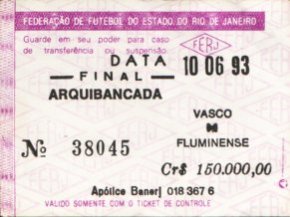 FEDERAÇÃO DE FUTEBOL DO ESTADO DO RIO DE JANEIRO
Guarde em seu poder para caso
de transferência ou suspensão
FERJ
DATA 10 06 93
FINAL
ARQUIBANCADA
VASCO
FLUMINENSE
Nº 38045
Cr$ 150.000,00
Apólice Banerj 018 367 6
VALIDO SOMENTE COM O TICKET DE CONTROLE